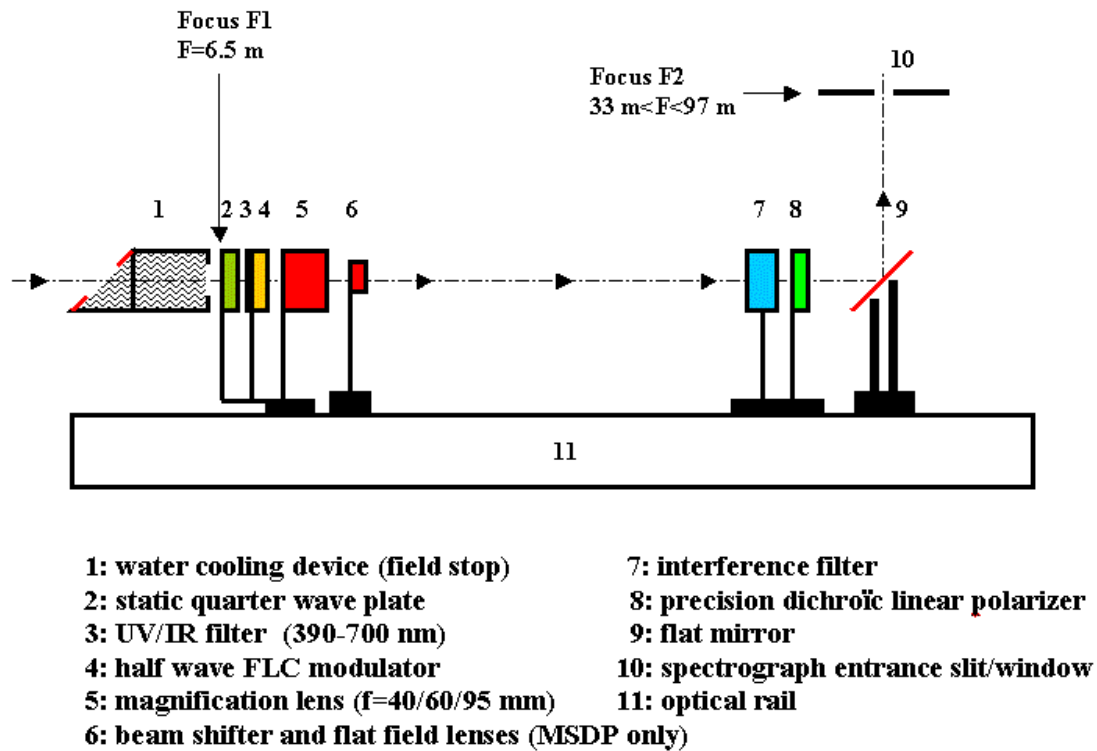 Focus F1
F=6.5 m
10
Focus F2
33 m<F<97 m
1
2
3
4
5
6
7
8
9
11
1: water cooling device (field stop)
2: static quarter wave plate
3: UV/IR filter (390-700 nm)
4: half wave FLC modulator
5: magnification lens (f=40/60/95 mm)
6: beam shifter and flat field lenses (MSDP only)
7: interference filter
8: precision dichroïc linear polarizer
9: flat mirror
10: spectrograph entrance slit/window
11: optical rail